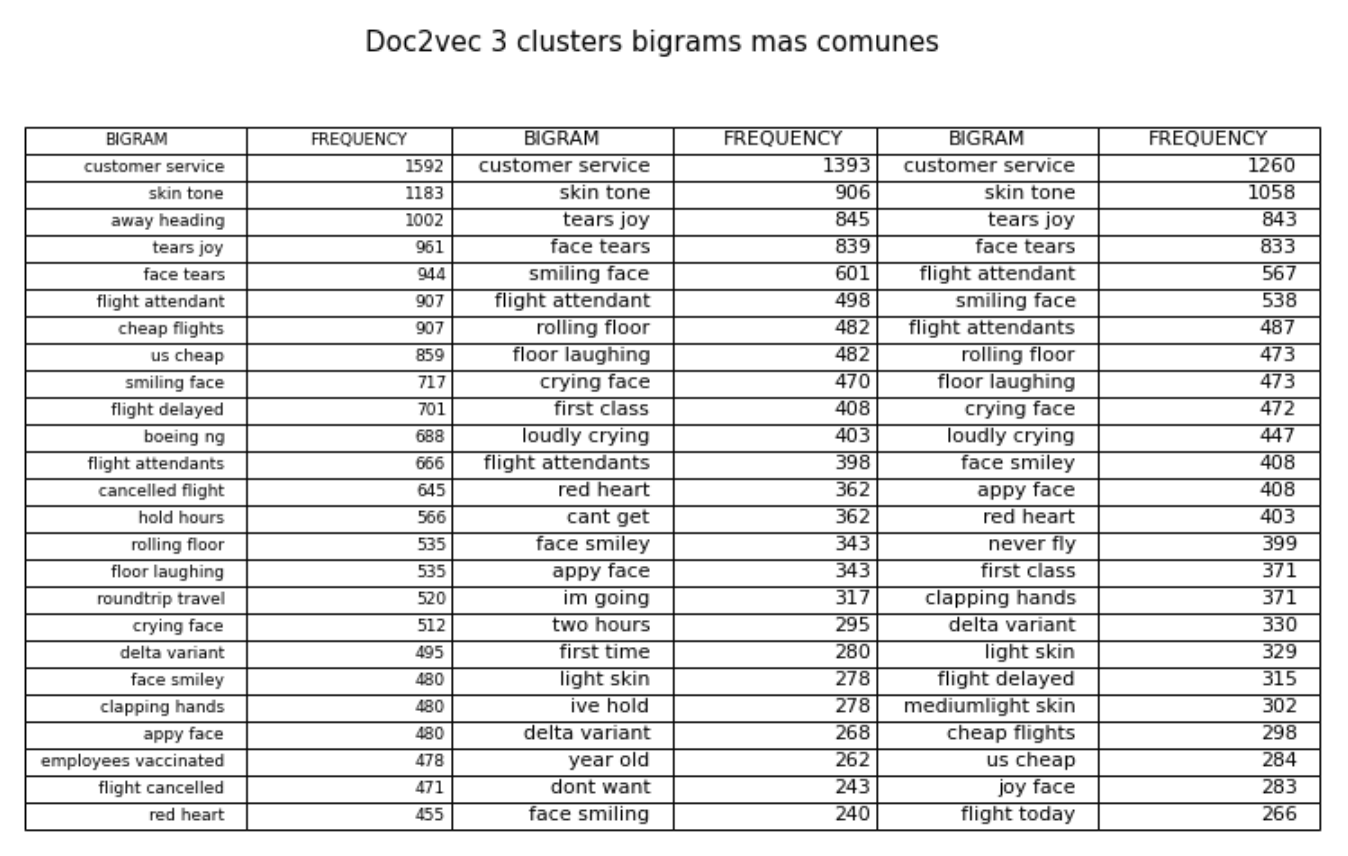 Doc2vec 3 clusters bigrams mas comunes
BIGRAM FREQUENCY BIGRAM FREQUENCY BIGRAM FREQUENCY
customer service 1592 customer service 1393 customer service 1260
skin tone 1183 skin tone 906 skin tone 1058
away heading 1002 tears joy 845 tears joy 843
tears joy 961 face tears 839 face tears 833
face tears 944 smiling face 601 flight attendant 567
flight attendant 907 flight attendant 498 smiling face 538
cheap flights 907 rolling floor 482 flight attendants 487
us cheap 859 floor laughing 482 rolling floor 473
smiling face 717 crying face 470 floor laughing 473
flight delayed 701 first class 408 crying face 472
boeing ng 688 loudly crying 403 loudly crying 447
flight attendants 666 flight attendants 398 face smiley 408
cancelled flight 645 red heart 362 appy face 408
hold hours 566 cant get 362 red heart 403
rolling floor 535 face smiley 343 never fly 399
floor laughing 535 appy face 343 first class 371
roundtrip travel 520 im going 317 clapping hands 371
crying face 512 two hours 295 delta variant 330
delta variant 495 first time 280 light skin 329
face smiley 480 light skin 278 flight delayed 315
clapping hands 480 ive hold 278 mediumlight skin 302
appy face 480 delta variant 268 cheap flights 298
employees vaccinated 478 year old 262 us cheap 284
flight cancelled 471 dont want 243 joy face 283
red heart 455 face smiling 240 flight today 266